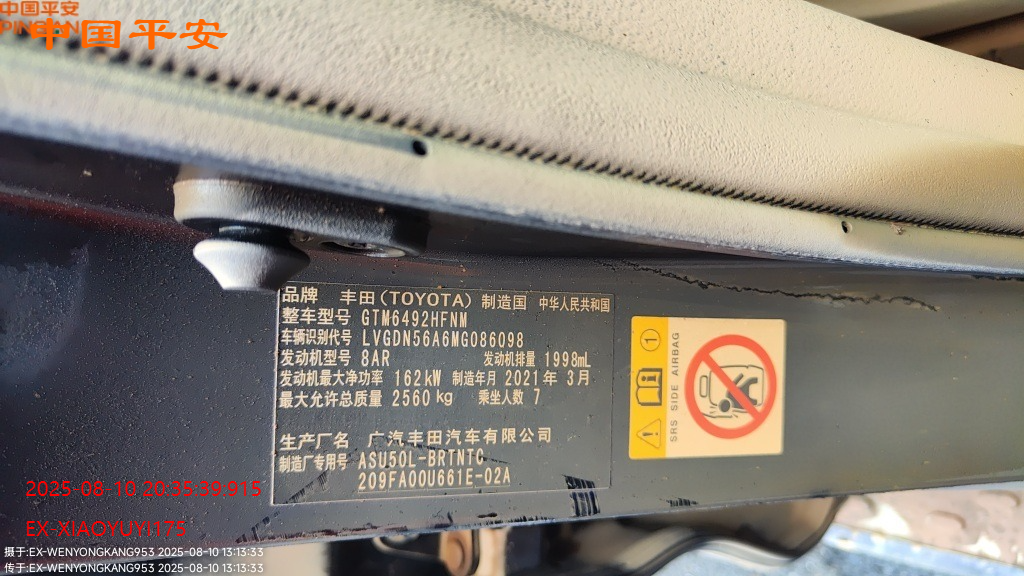 中国平安
PINGAN
中国平安
品牌 丰田(TOYOTA) 制造国 中华人民共和国
整车型号 GTM6492HFNM
车辆识别代号 LVGDN56A6MG086098
发动机型号 8AR 发动机排量 1998mL
发动机最大净功率 162kW 制造年月 2021年 3月
最大允许总质量 2560kg 乘坐人数 7
生产厂名 广汽丰田汽车有限公司
制造厂专用号 ASU50L-BRTNTC
209FA00U661E-02A
1
SRS SIDE AIRBAG
2025-08-10 20:35:39:915
EX_XIAOYUYI175
摄于:EX-WENYONGKANG953 2025-08-10 13:13:33
传于:EX-WENYONGKANG953 2025-08-10 13:13:33